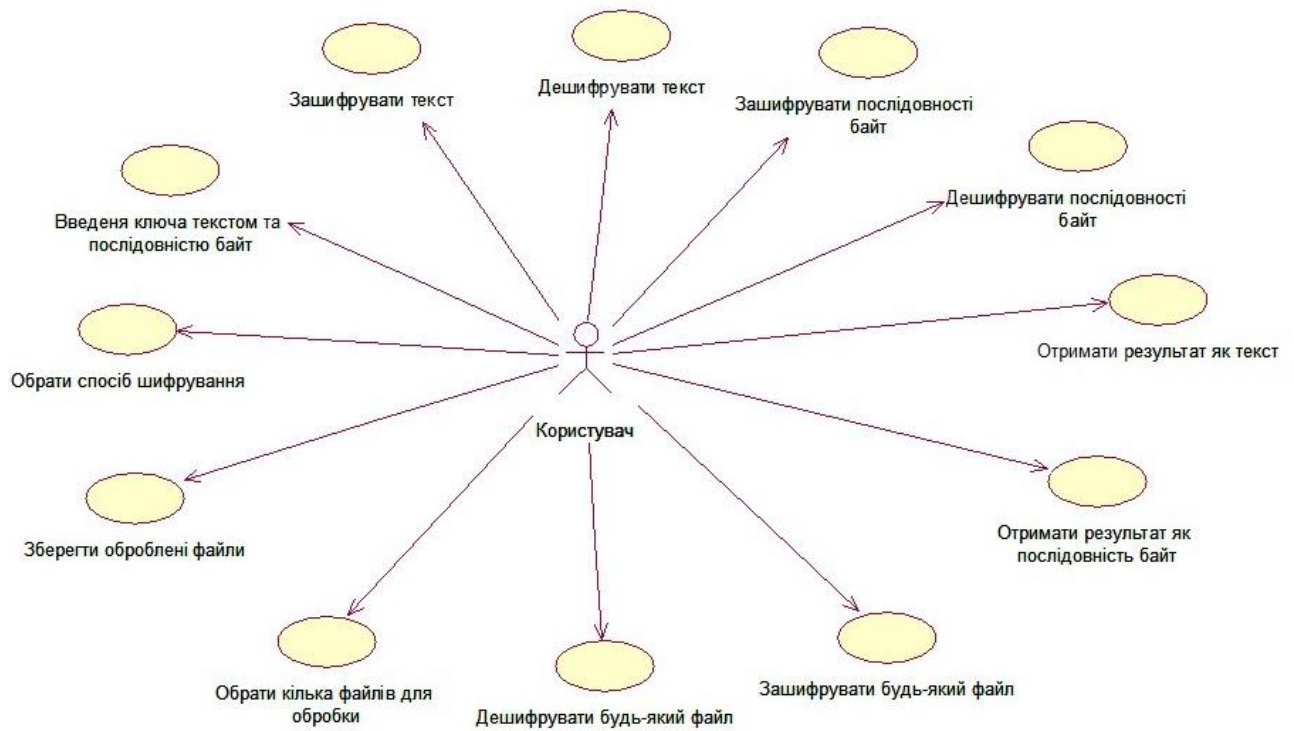 Зашифрувати текст
Дешифрувати текст
Зашифрувати послідовності
байт
Дешифрувати послідовності
байт
Введеня ключа текстом та
послідовністю байт
Отримати результат як текст
Обрати спосіб шифрування
Користувач
Отримати результат як
послідовність байт
Зберегти оброблені файли
Обрати кілька файлів для
обробки
Дешифрувати будь-який файл
Зашифрувати будь-який файл